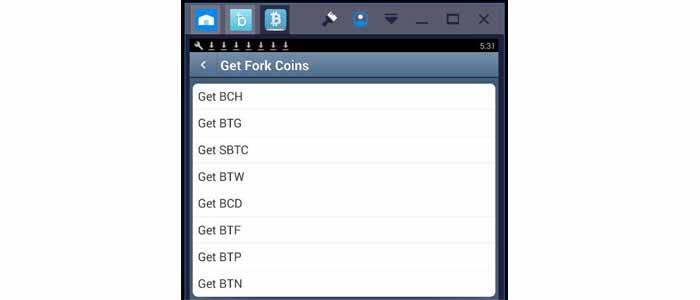 5:31
Get Fork Coins
Get BCH
Get BTG
Get SBTC
Get BTW
Get BCD
Get BTF
Get BTP
Get BTN